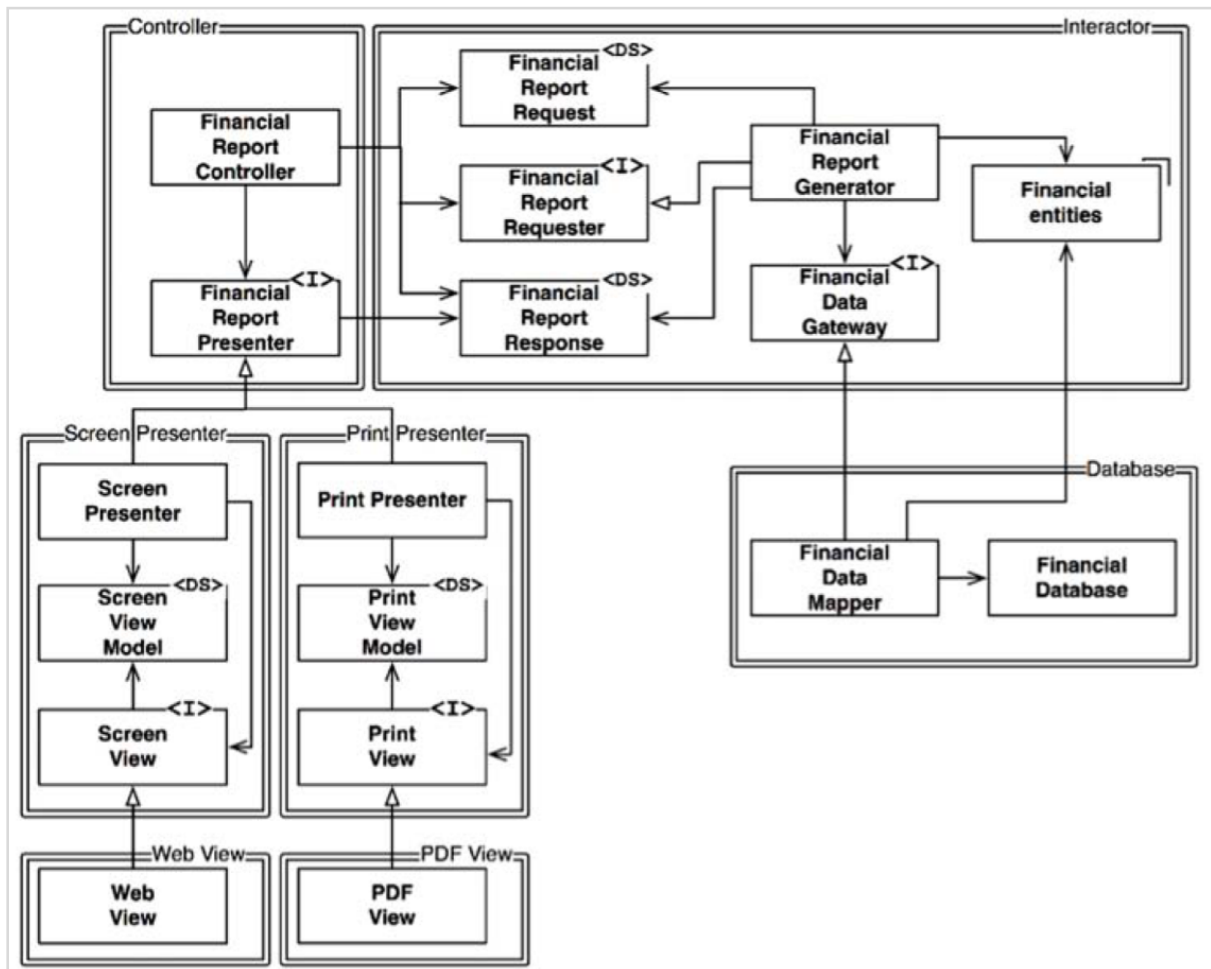 Controller
Interactor
<DS>
Financial
Report
Request
Financial
Report
Controller
Financial
Report
Generator
<I>
Financial
Report
Requester
Financial
entities
<I>
Financial
Report
Presenter
<DS>
Financial
Report
Response
<I>
Financial
Data
Gateway
Screen Presenter
Print Presenter
Database
Screen
Presenter
Print Presenter
Financial
Data
Mapper
Financial
Database
<DS>
Screen
View
Model
<DS>
Print
View
Model
<I>
Screen
View
<I>
Print
View
Web View
PDF View
Web
View
PDF
View